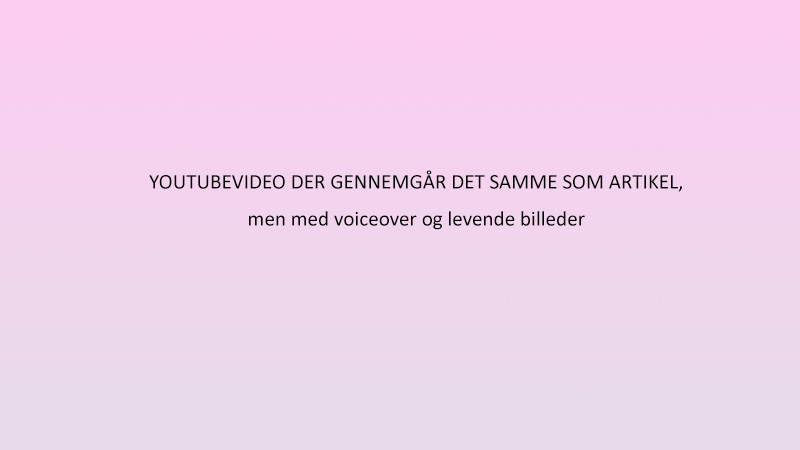 YOUTUBEVIDEO DER GENNEMGÅR DET SAMME SOM ARTIKEL,
men med voiceover og levende billeder